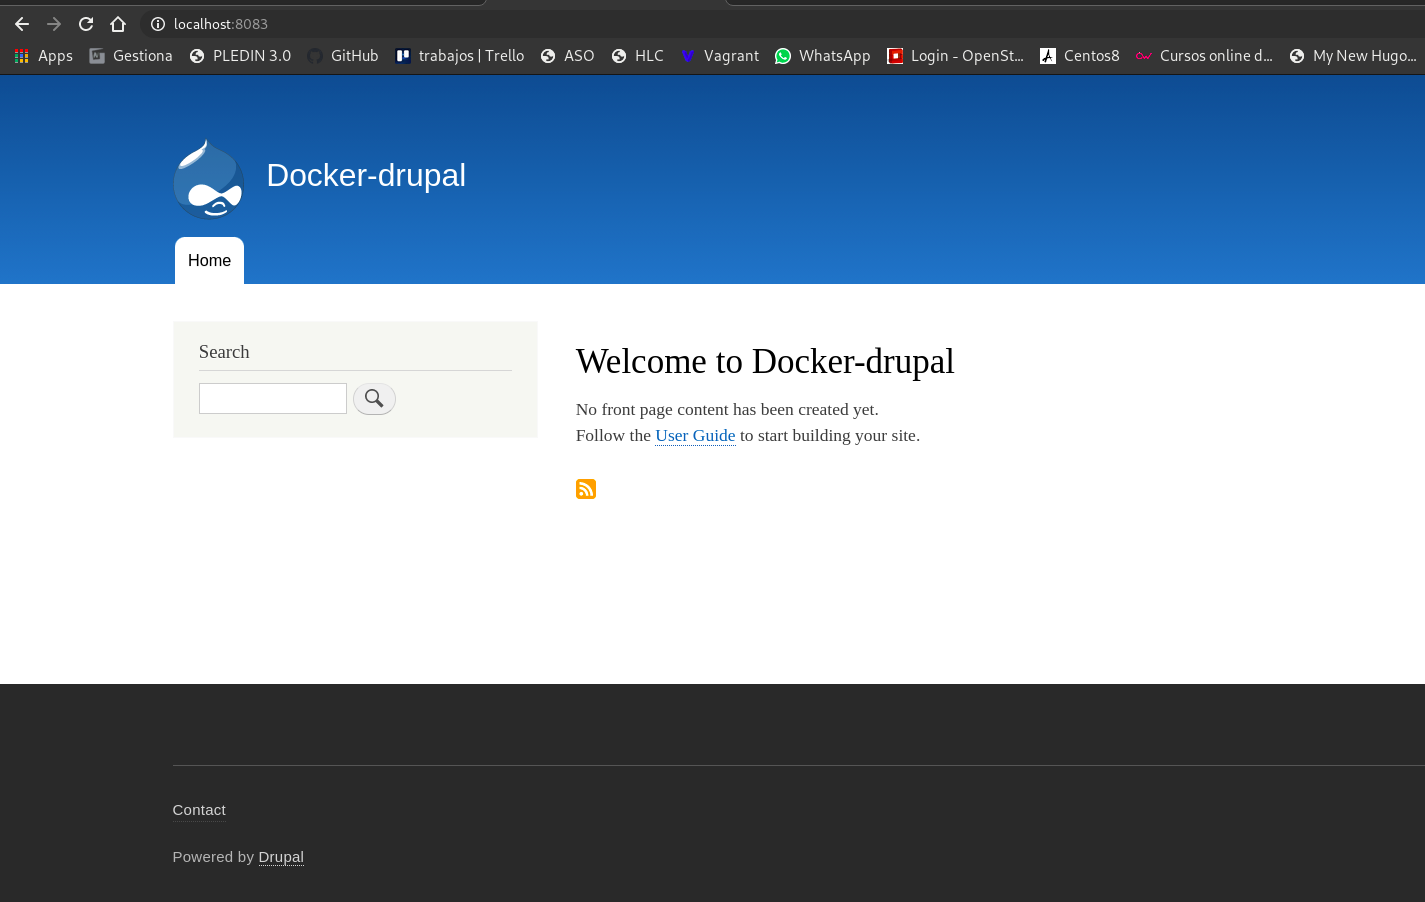 localhost:8083
Apps Gestiona PLEDIN 3.0 GitHub trabajos | Trello ASO HLC Vagrant WhatsApp Login - OpenSt... Centos8 Cursos online d... My New Hugo...
Docker-drupal
Home
Search
Welcome to Docker-drupal
No front page content has been created yet.
Follow the User Guide to start building your site.
Contact
Powered by Drupal